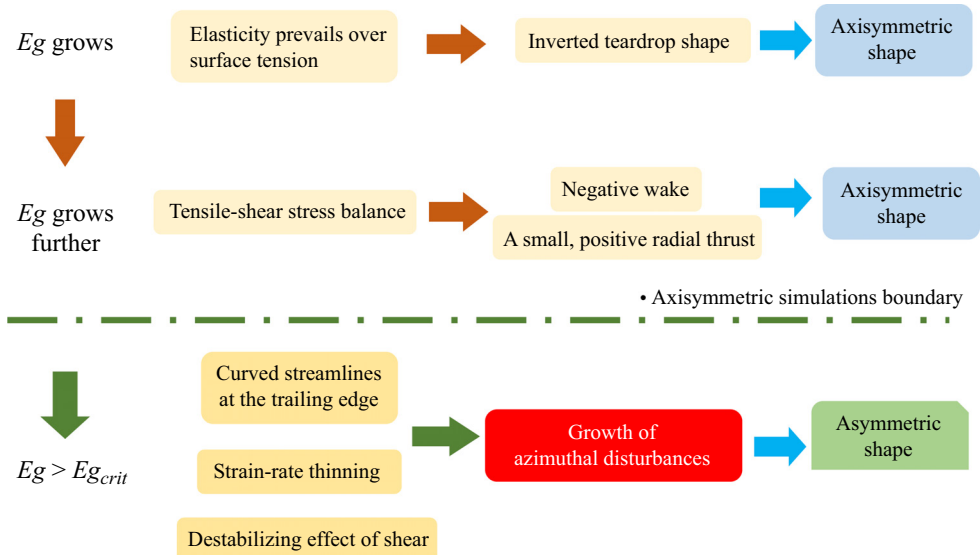 Eg grows
Elasticity prevails over
surface tension
Inverted teardrop shape
Axisymmetric
shape
Eg grows
further
Tensile-shear stress balance
Negative wake
A small, positive radial thrust
Axisymmetric
shape
• Axisymmetric simulations boundary
Eg > Egcrit
Curved streamlines
at the trailing edge
Strain-rate thinning
Destabilizing effect of shear
Growth of
azimuthal disturbances
Asymmetric
shape